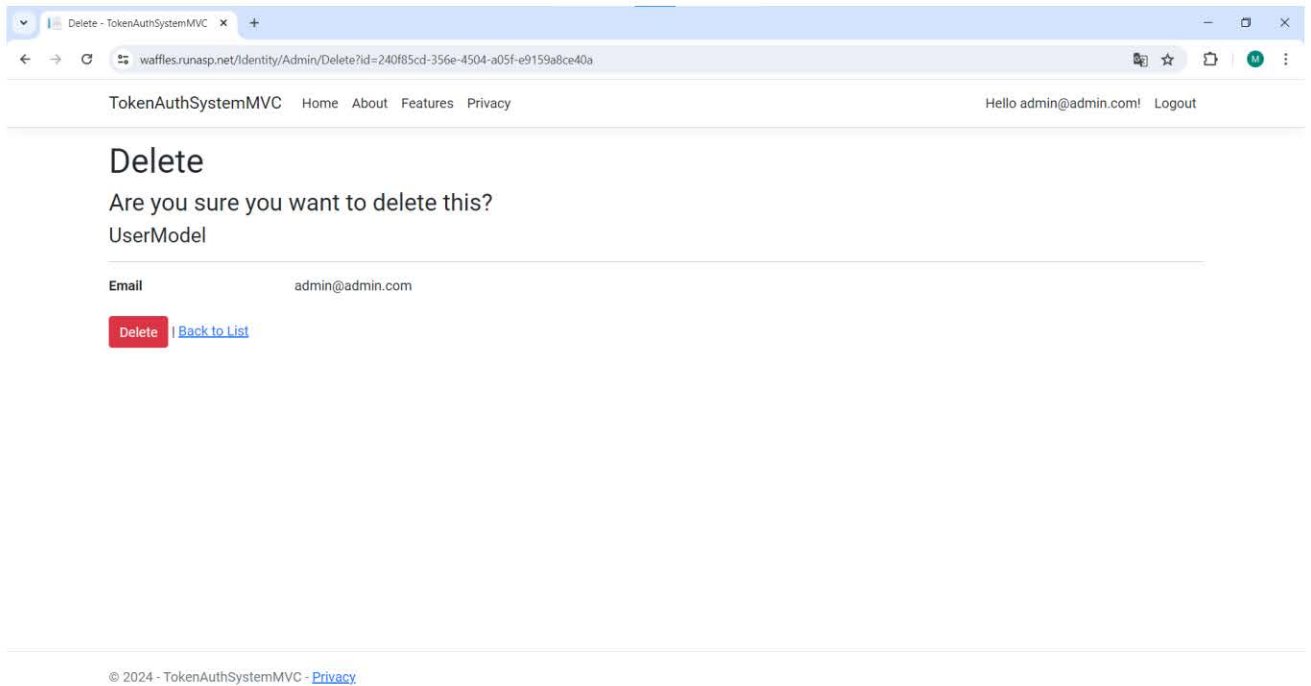 Delete - TokenAuthSystemMVC
waffles.runasp.net/Identity/Admin/Delete?id=240f85cd-356e-4504-a05f-e9159a8ce40a
M
TokenAuthSystemMVC Home About Features Privacy Hello admin@admin.com! Logout
Delete
Are you sure you want to delete this?
UserModel
Email admin@admin.com
Delete | Back to List
© 2024 - TokenAuthSystemMVC - Privacy